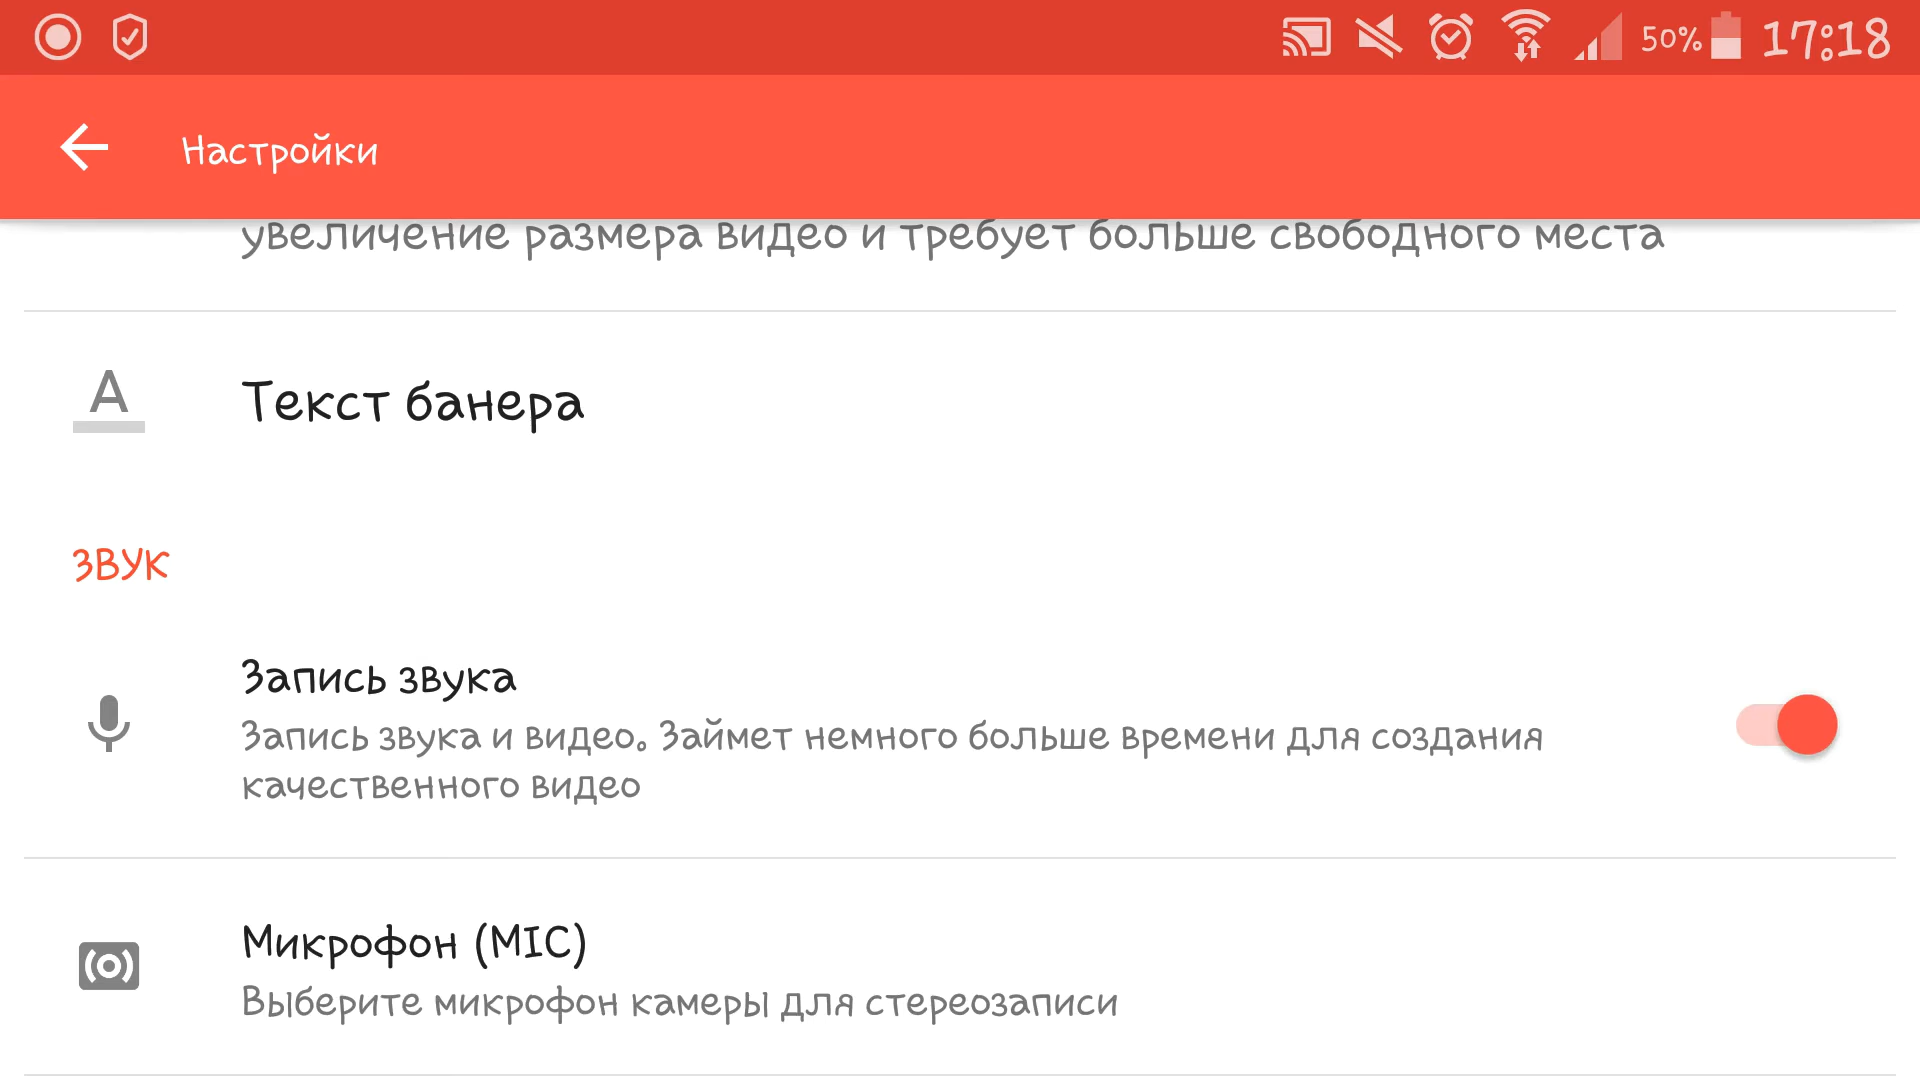 50% 17:18
Настройки
увеличение размера видео и требует больше свободного места
Текст банера
ЗВУК
Запись звука
Запись звука и видео. Займет немного больше времени для создания
качественного видео
Микрофон (MIC)
Выберите микрофон камеры для стереозаписи